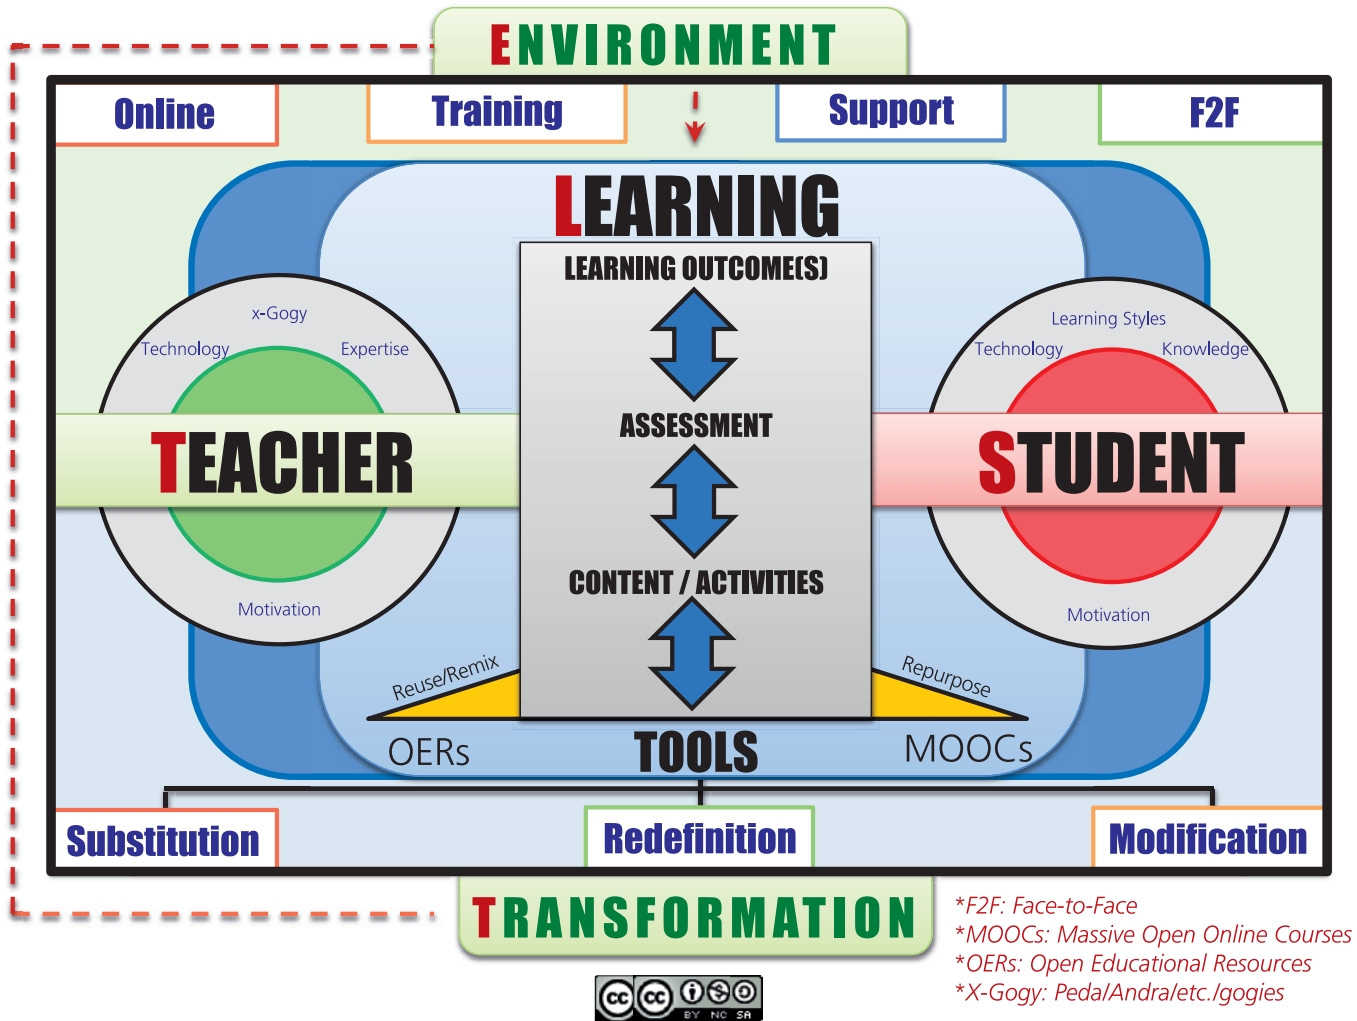 ENVIRONMENT
Online
Training
Support
F2F
LEARNING
LEARNING OUTCOME(S)
x-Gogy
Technology
Expertise
Learning Styles
Technology
Knowledge
ASSESSMENT
TEACHER
STUDENT
CONTENT / ACTIVITIES
Motivation
Motivation
Reuse/Remix
Repurpose
OERs
TOOLS
MOOCs
Substitution
Redefinition
Modification
TRANSFORMATION
*F2F: Face-to-Face
*MOOCs: Massive Open Online Courses
*OERs: Open Educational Resources
*X-Gogy: Peda/Andra/etc./gogies
cc cc
BY NC SA